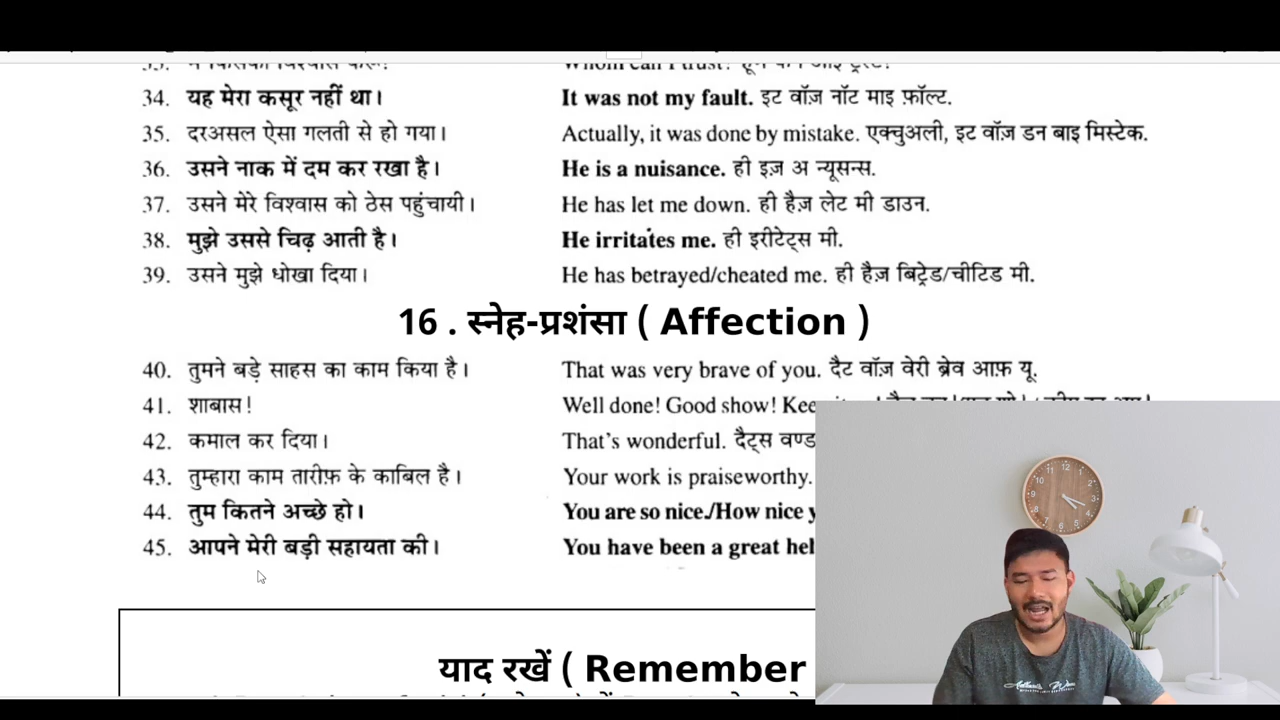 34. यह मेरा कसूर नहीं था। It was not my fault. इट वॉज़ नॉट माइ फ़ॉल्ट.
35. दरअसल ऐसा गलती से हो गया। Actually, it was done by mistake. एक्चुअली, इट वॉज़ डन बाइ मिस्टेक.
36. उसने नाक में दम कर रखा है। He is a nuisance. ही इज़ अ न्यूसन्स.
37. उसने मेरे विश्वास को ठेस पहुंचायी। He has let me down. ही हैज़ लेट मी डाउन.
38. मुझे उससे चिढ़ आती है। He irritates me. ही इरीटेट्स मी.
39. उसने मुझे धोखा दिया। He has betrayed/cheated me. ही हैज़ बिट्रेड/चीटिड मी.
16 . स्नेह-प्रशंसा ( Affection )
40. तुमने बड़े साहस का काम किया है। That was very brave of you. दैट वॉज़ वेरी ब्रेव आफ़ यू.
41. शाबास! Well done! Good show!
42. कमाल कर दिया। That's wonderful. दैट्स
43. तुम्हारा काम तारीफ़ के काबिल है। Your work is praiseworthy.
44. तुम कितने अच्छे हो। You are so nice./How nice
45. आपने मेरी बड़ी सहायता की। You have been a great
याद रखें ( Remember